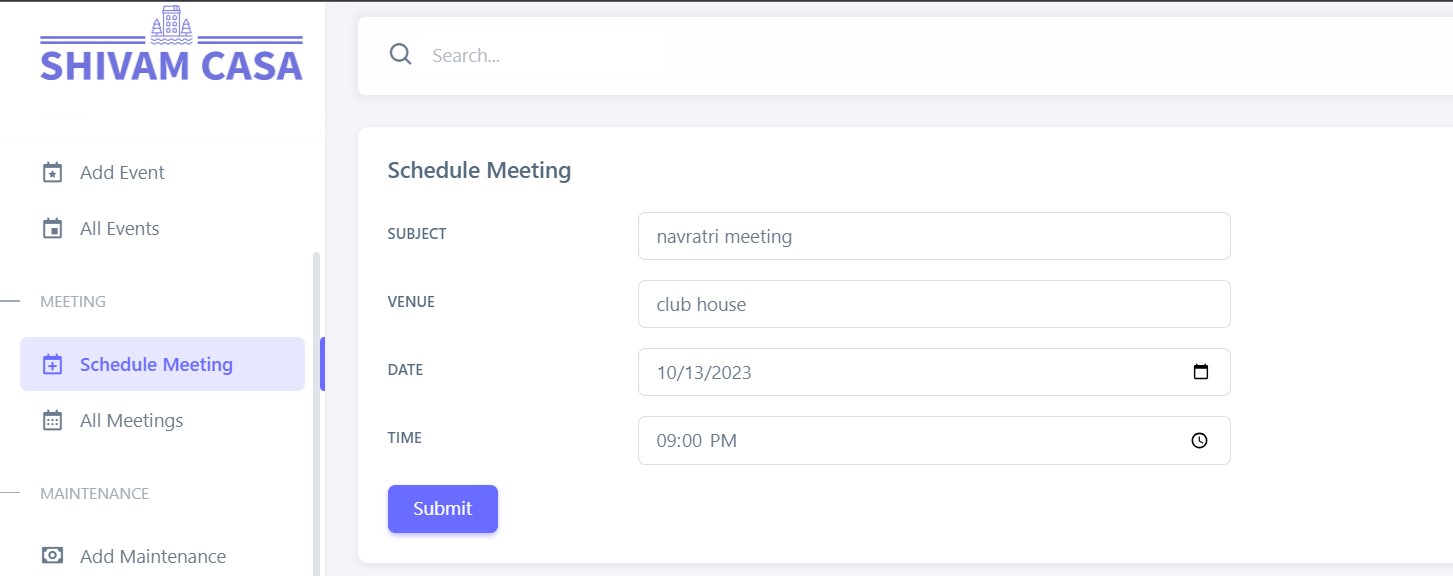 SHIVAM CASA
Add Event
All Events
MEETING
Schedule Meeting
All Meetings
MAINTENANCE
Add Maintenance
Search...
Schedule Meeting
SUBJECT
navratri meeting
VENUE
club house
DATE
10/13/2023
TIME
09:00 PM
Submit